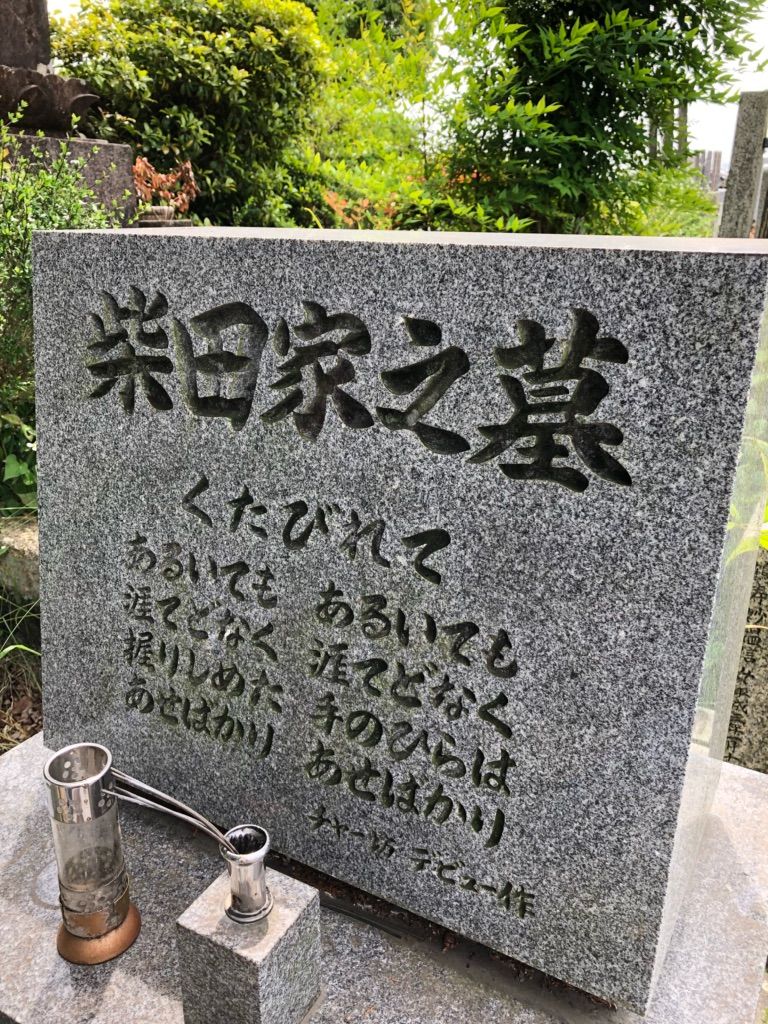 柴田家之墓
くたびれて
あるいても
涯てどなく
握りしめた
あせばかり
あるいても
涯てどなく
手のひらは
あせばかり
チャー坊 デビュー作